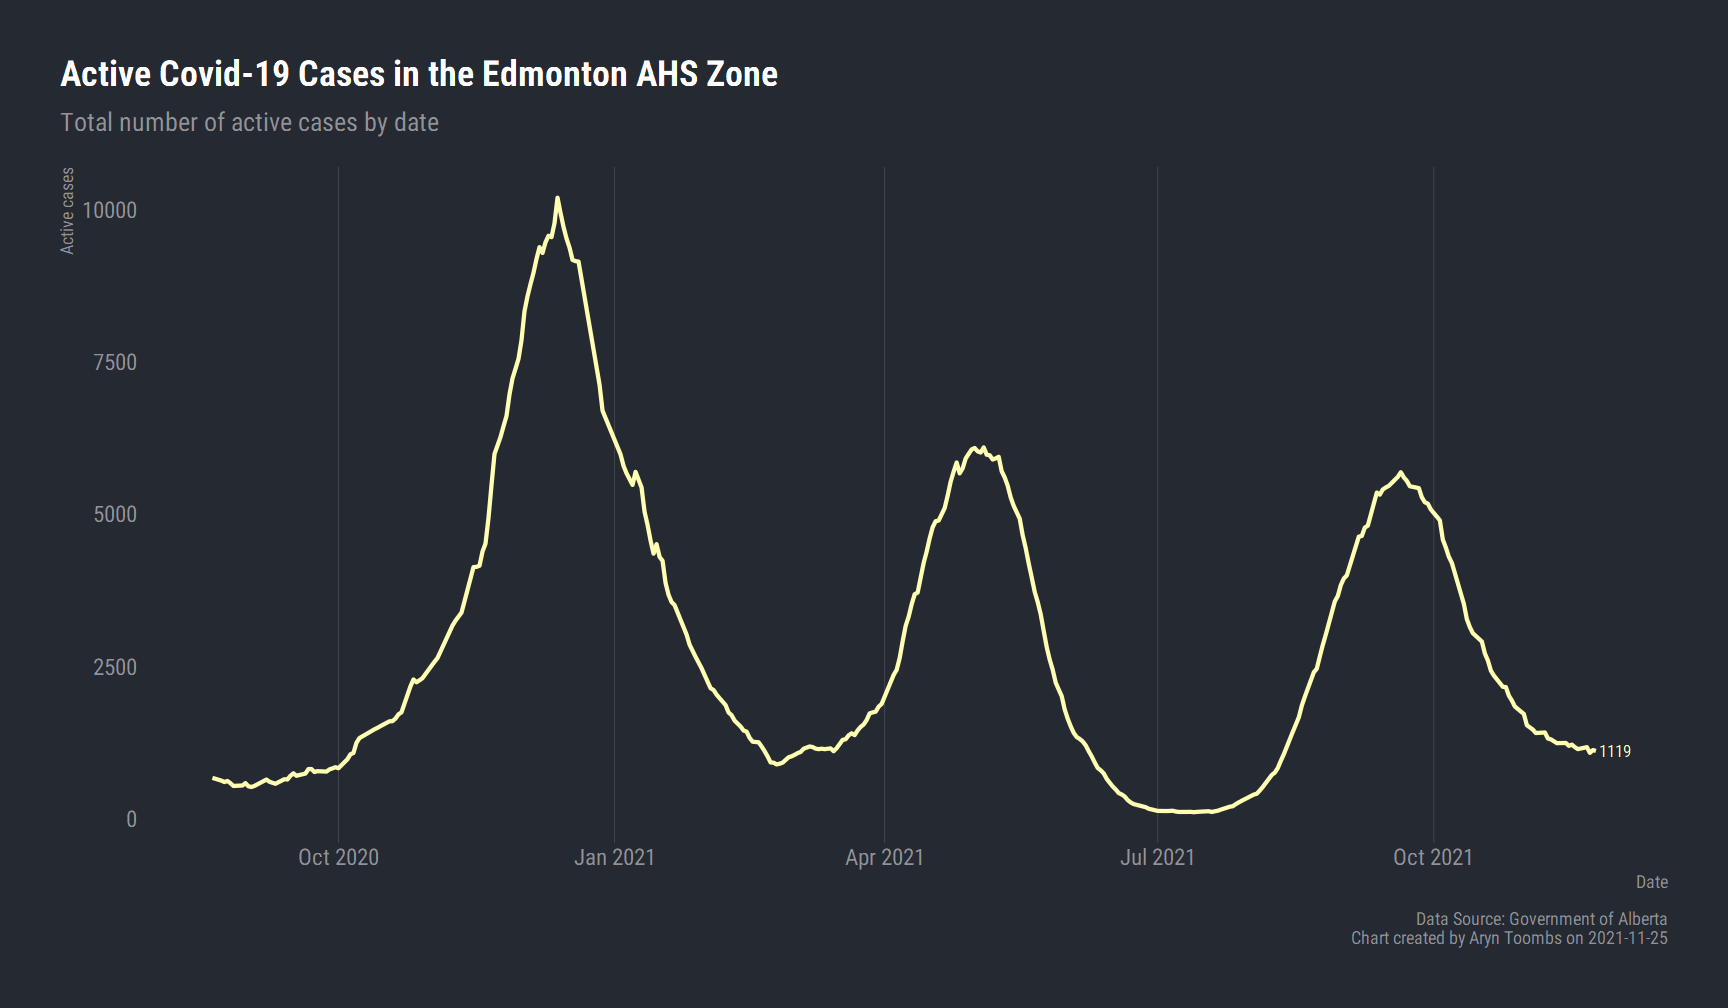 Active Covid-19 Cases in the Edmonton AHS Zone
Total number of active cases by date
Active cases
10000
7500
5000
2500
0
1119
Oct 2020
Jan 2021
Apr 2021
Jul 2021
Oct 2021
Date
Data Source: Government of Alberta
Chart created by Aryn Toombs on 2021-11-25